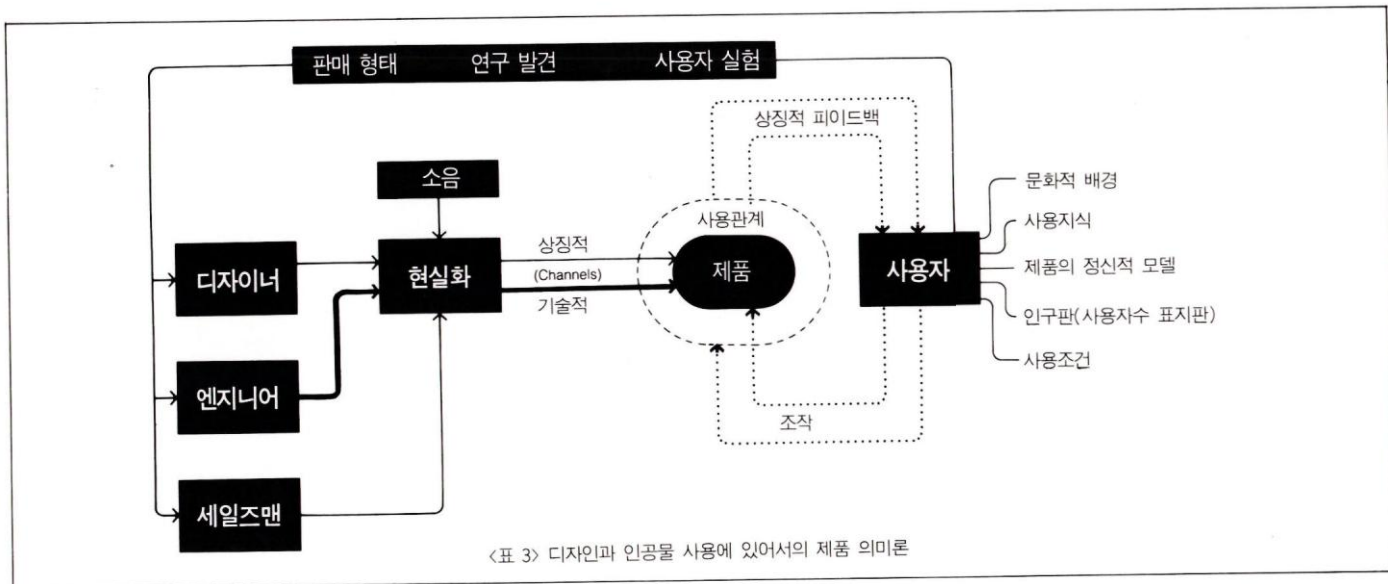 판매 형태 연구 발견 사용자 실험
상징적 피이드백
소음
문화적 배경
사용관계
사용지식
디자이너
현실화
상징적
(Channels)
기술적
제품
사용자
제품의 정신적 모델
인구판(사용자수 표지판)
사용조건
엔지니어
조작
세일즈맨
<표 3> 디자인과 인공물 사용에 있어서의 제품 의미론